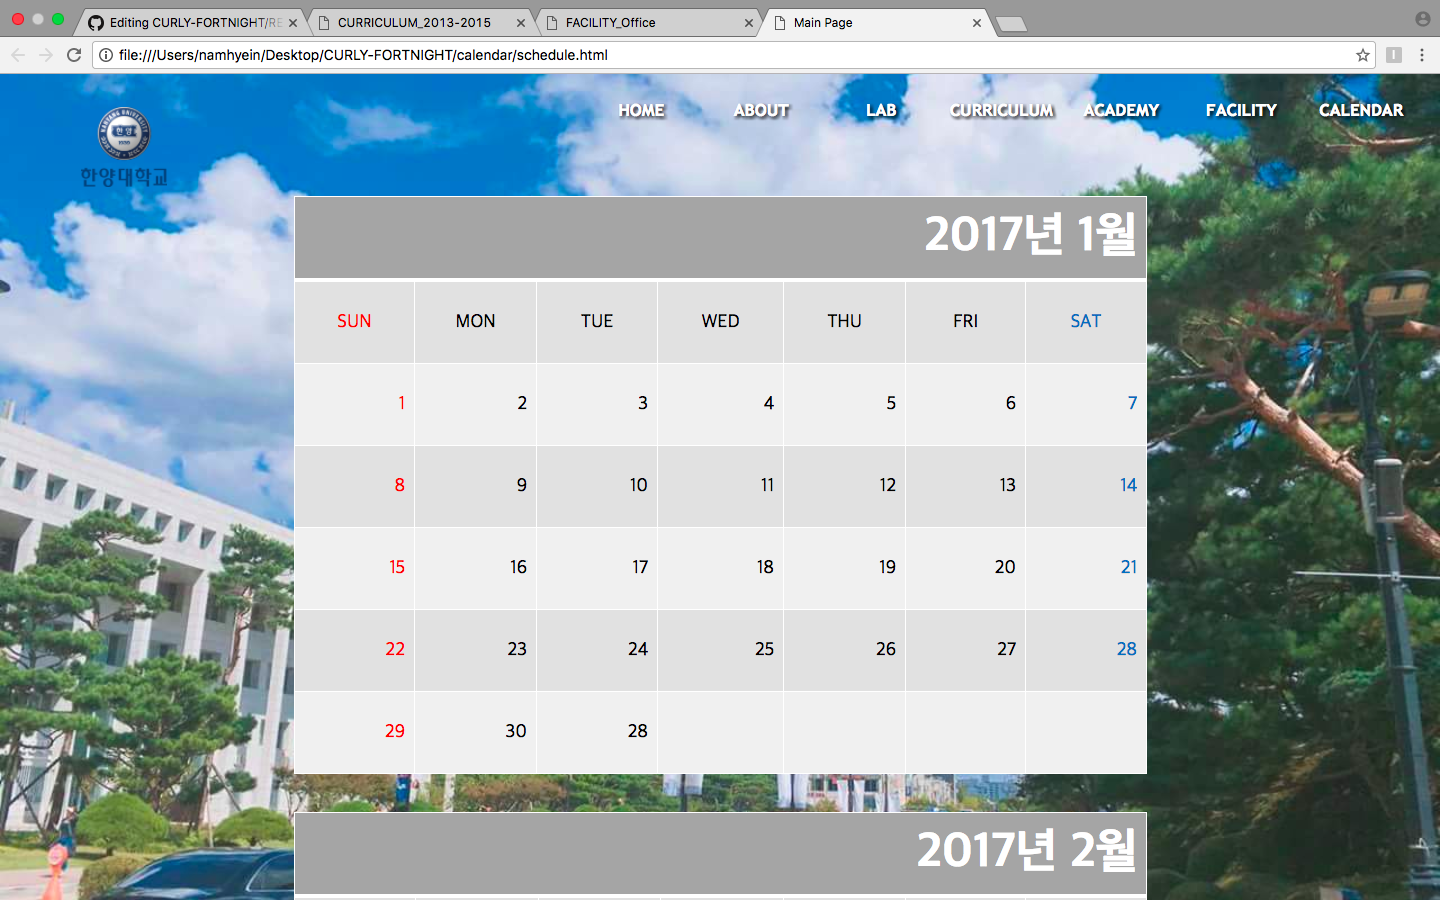 Editing CURLY-FORTNIGHT/RE
CURRICULUM_2013-2015
FACILITY_Office
Main Page
file:///Users/namhyein/Desktop/CURLY-FORTNIGHT/calendar/schedule.html
HOME ABOUT LAB CURRICULUM ACADEMY FACILITY CALENDAR
한양
1939
한양대학교
2017년 1월
SUN MON TUE WED THU FRI SAT
1 2 3 4 5 6 7
8 9 10 11 12 13 14
15 16 17 18 19 20 21
22 23 24 25 26 27 28
29 30 28
2017년 2월